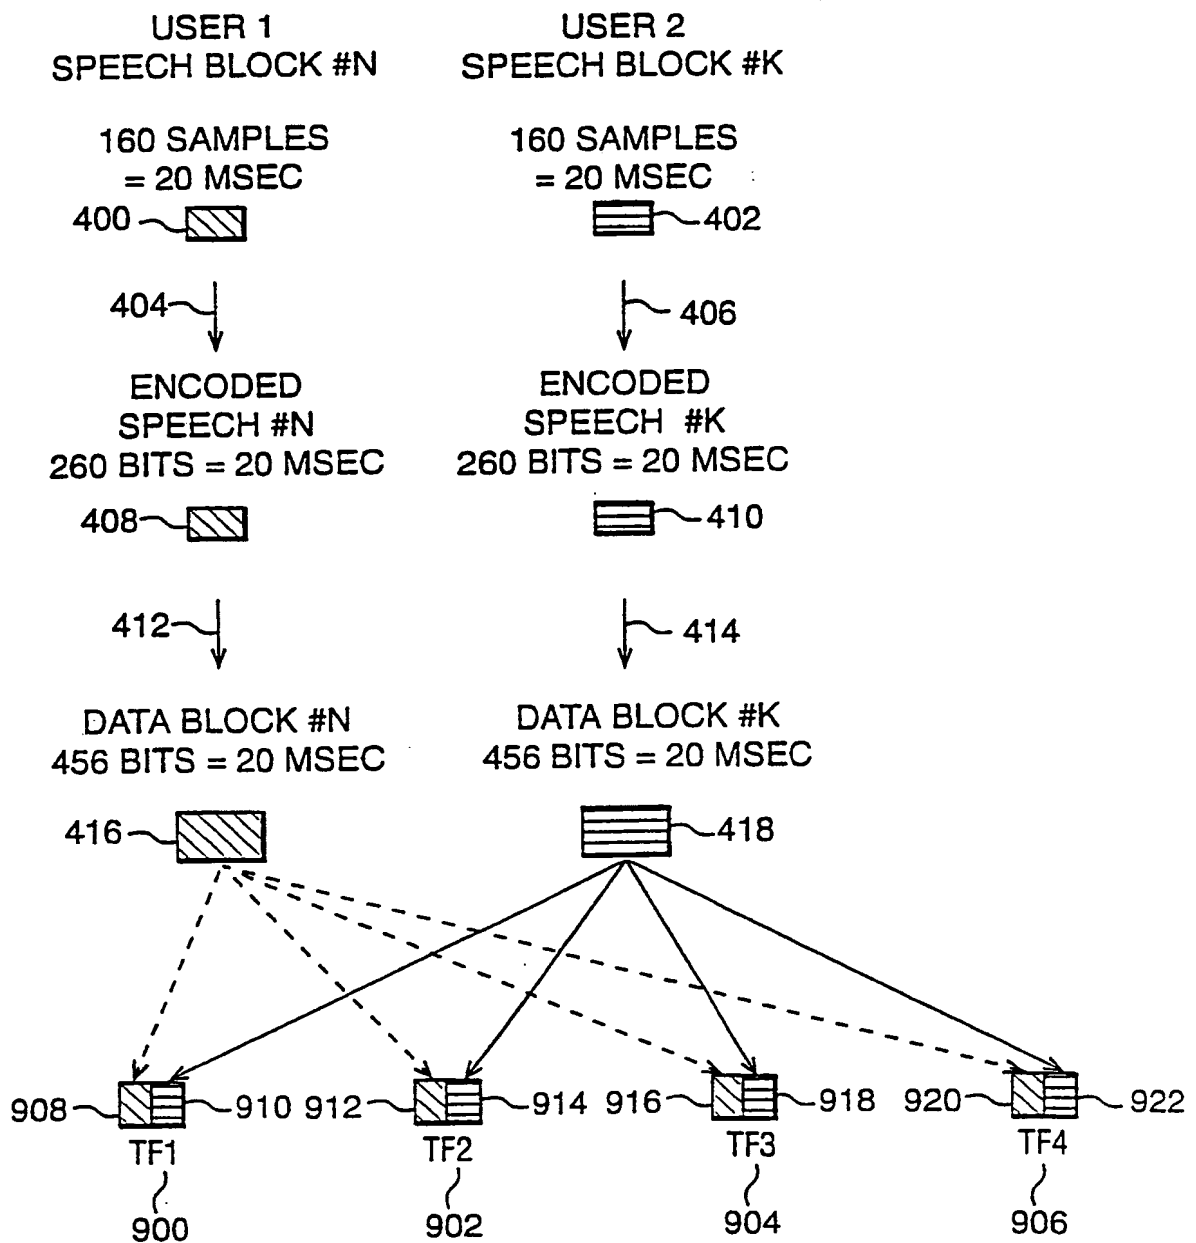 USER 1
SPEECH BLOCK #N
USER 2
SPEECH BLOCK #K
160 SAMPLES
= 20 MSEC
160 SAMPLES
= 20 MSEC
400
402
404
406
ENCODED
SPEECH #N
260 BITS = 20 MSEC
ENCODED
SPEECH #K
260 BITS = 20 MSEC
408
410
412
414
DATA BLOCK #N
456 BITS = 20 MSEC
DATA BLOCK #K
456 BITS = 20 MSEC
416
418
908
910
912
914
916
918
920
922
TF1
TF2
TF3
TF4
900
902
904
906